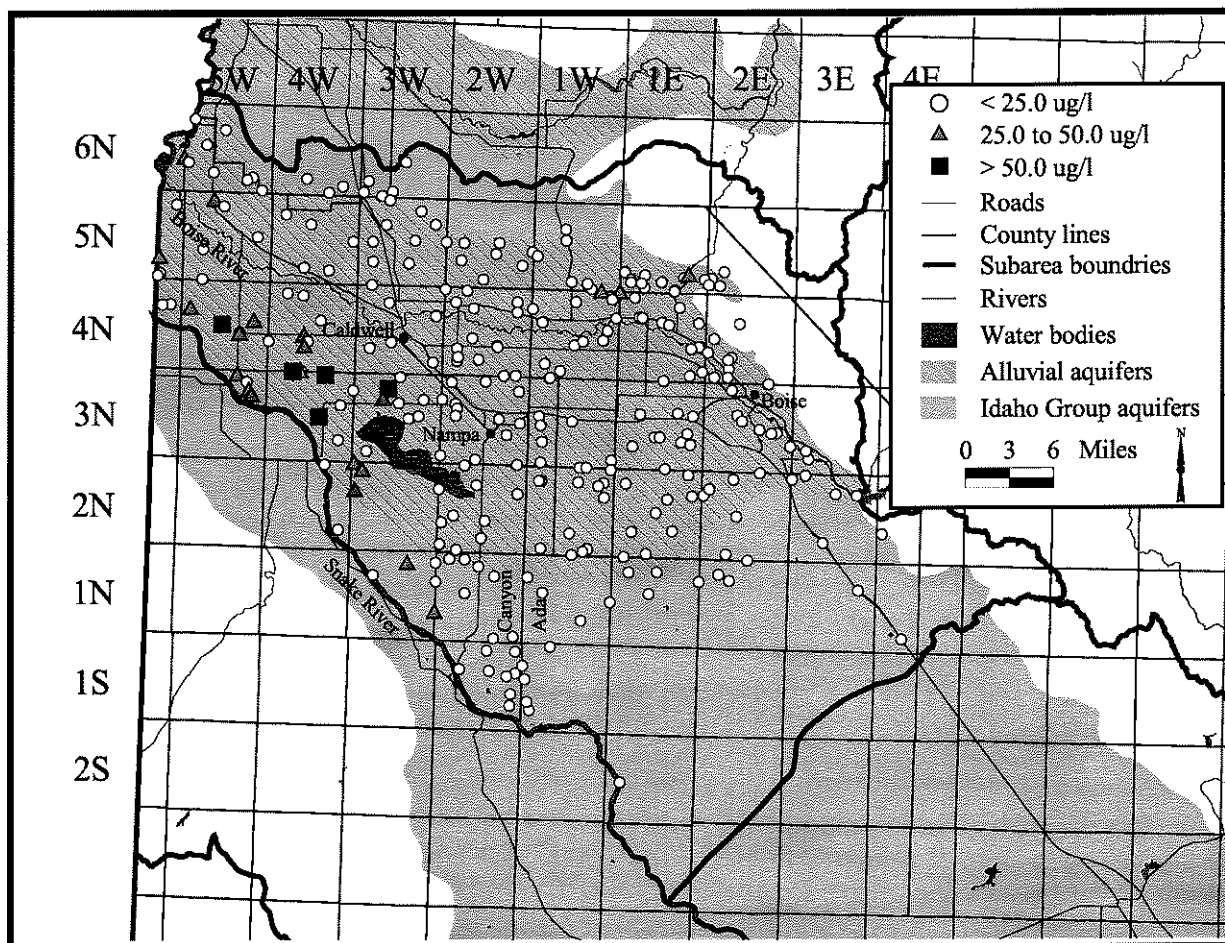 5W 4W 3W 2W 1W 1E 2E 3E 4E
6N
5N
4N
3N
2N
1N
1S
2S
Boise River
Caldwell
Nampa
Boise
Snake River
Canyon
Ada
< 25.0 ug/l
25.0 to 50.0 ug/l
> 50.0 ug/l
Roads
County lines
Subarea boundries
Rivers
Water bodies
Alluvial aquifers
Idaho Group aquifers
0 3 6 Miles
N